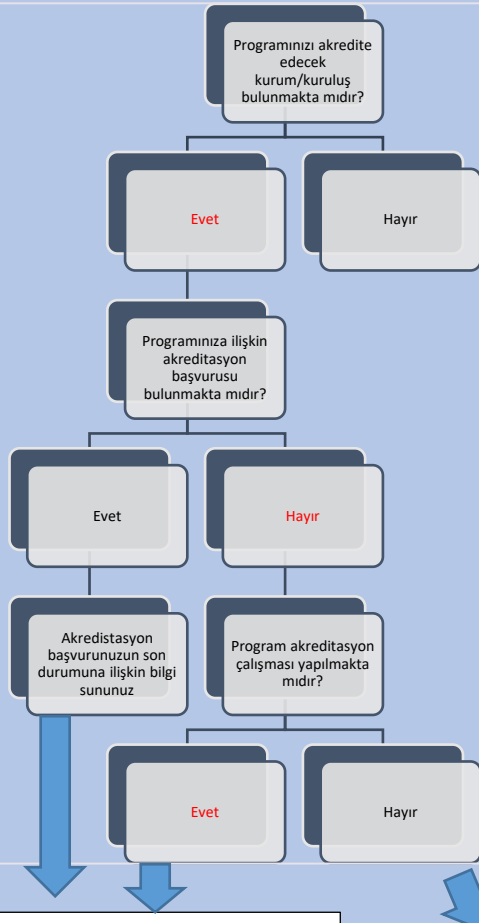 Programınızı akredite
edecek
kurum/kuruluş
bulunmakta mıdır?
Evet
Hayır
Programınıza ilişkin
akreditasyon
başvurusu
bulunmakta mıdır?
Evet
Hayır
Akredistasyon
başvurunuzun son
durumuna ilişkin bilgi
sununuz
Program akreditasyon
çalışması yapılmakta
mıdır?
Evet
Hayır